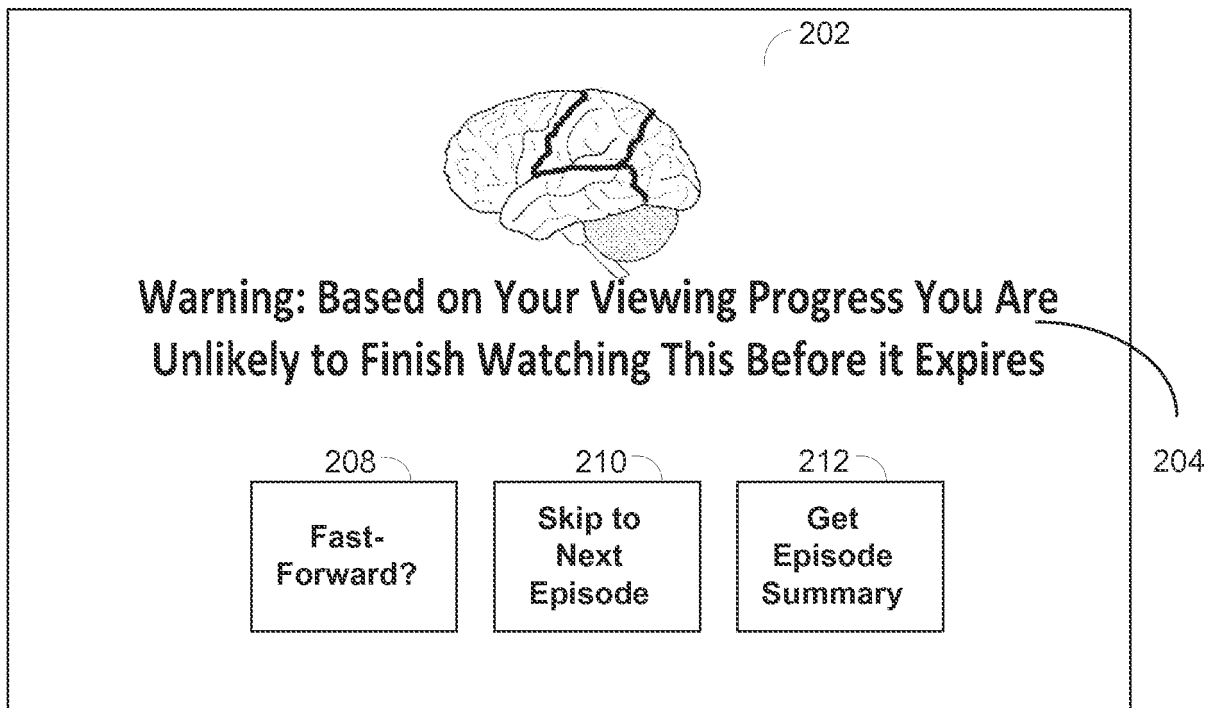 202
Warning: Based on Your Viewing Progress You Are
Unlikely to Finish Watching This Before it Expires
204
208
Fast-
Forward?
210
Skip to
Next
Episode
212
Get
Episode
Summary